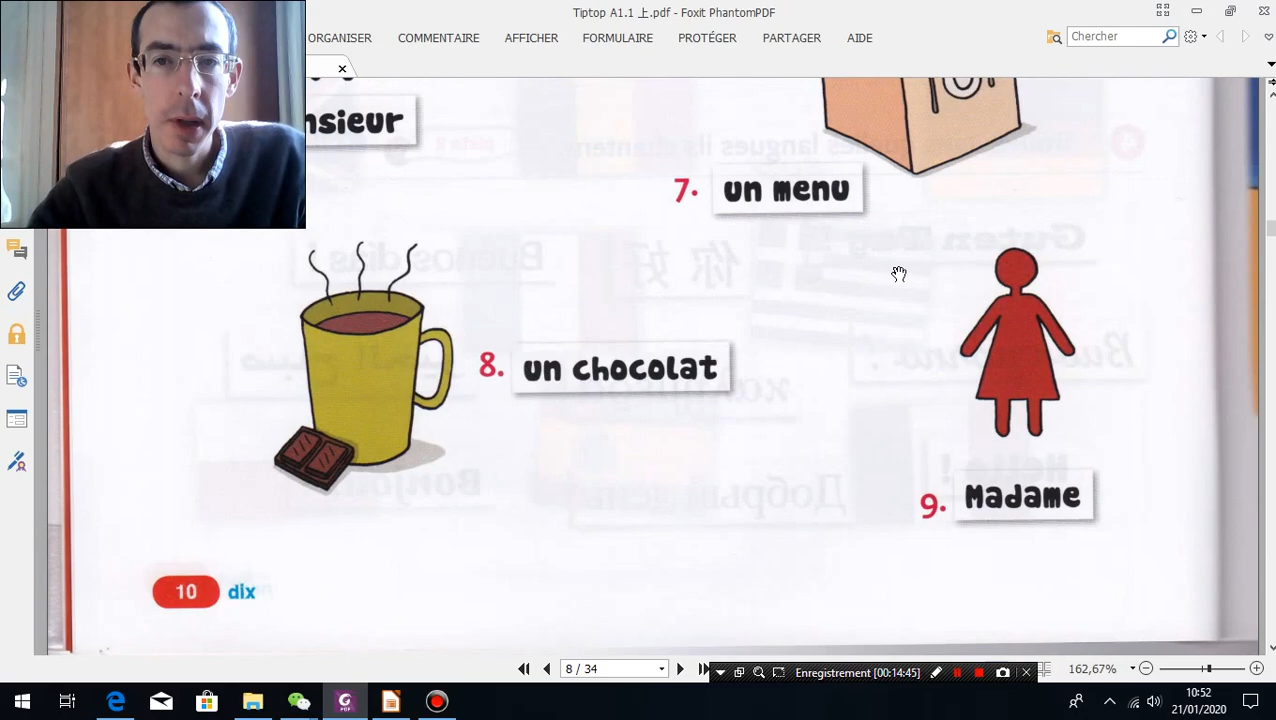 Tiptop A1.1 上.pdf - Foxit PhantomPDF
ORGANISER COMMENTAIRE AFFICHER FORMULAIRE PROTÉGER PARTAGER AIDE
Chercher
nsieur
7. un menu
8. un chocolat
9. Madame
10 dix
8 / 34
Enregistrement [00:14:45]
162,67%
10:52
21/01/2020